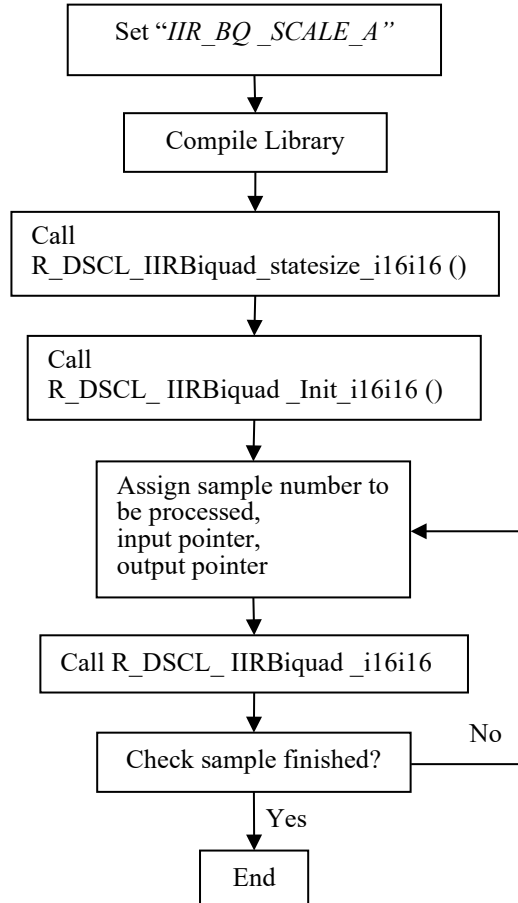 Set “IIR_BQ _SCALE_A”
Compile Library
Call
R_DSCL_IIRBiquad_statesize_i16i16 ()
Call
R_DSCL_ IIRBiquad _Init_i16i16 ()
Assign sample number to
be processed,
input pointer,
output pointer
Call R_DSCL_ IIRBiquad _i16i16
Check sample finished?
No
Yes
End